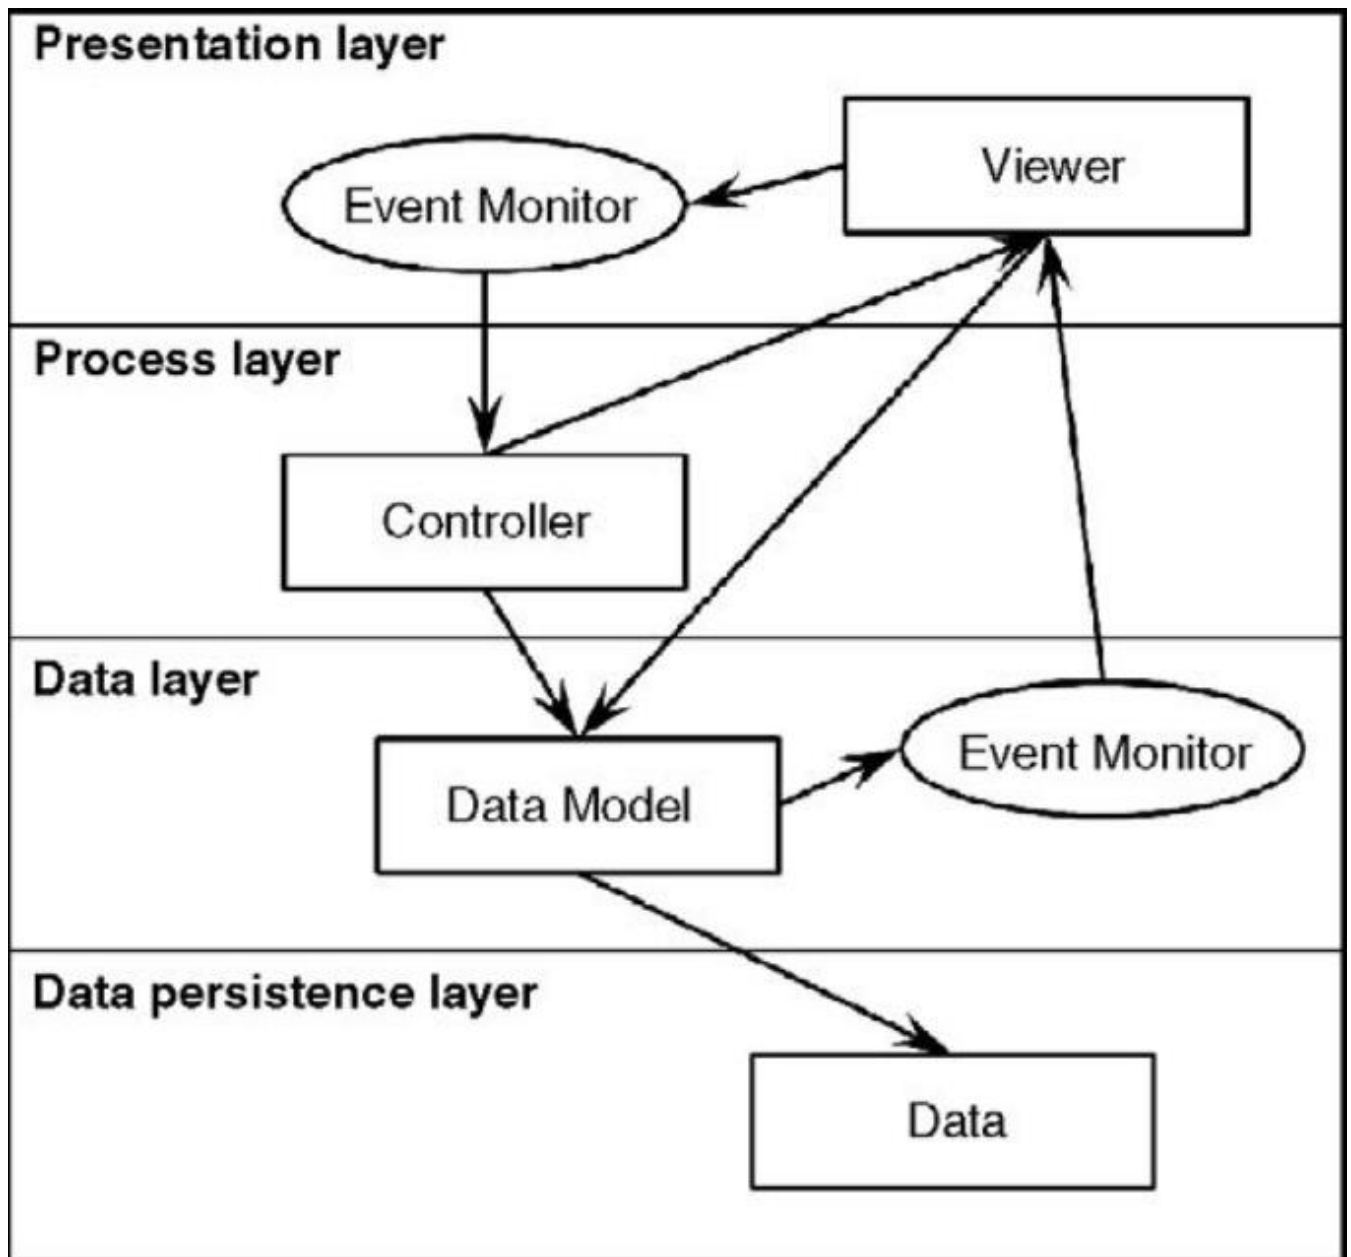 Presentation layer
Viewer
Event Monitor
Process layer
Controller
Data layer
Event Monitor
Data Model
Data persistence layer
Data